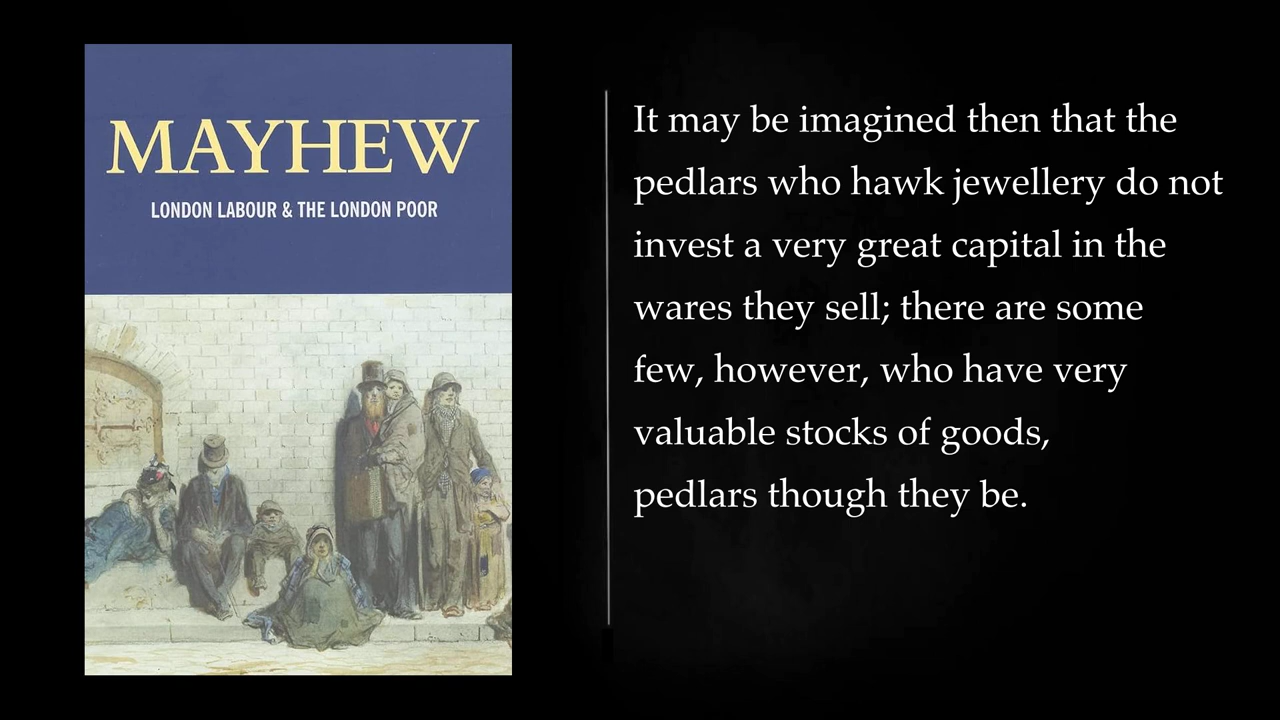 MAYHEW
LONDON LABOUR & THE LONDON POOR
It may be imagined then that the
pedlars who hawk jewellery do not
invest a very great capital in the
wares they sell; there are some
few, however, who have very
valuable stocks of goods,
pedlars though they be.